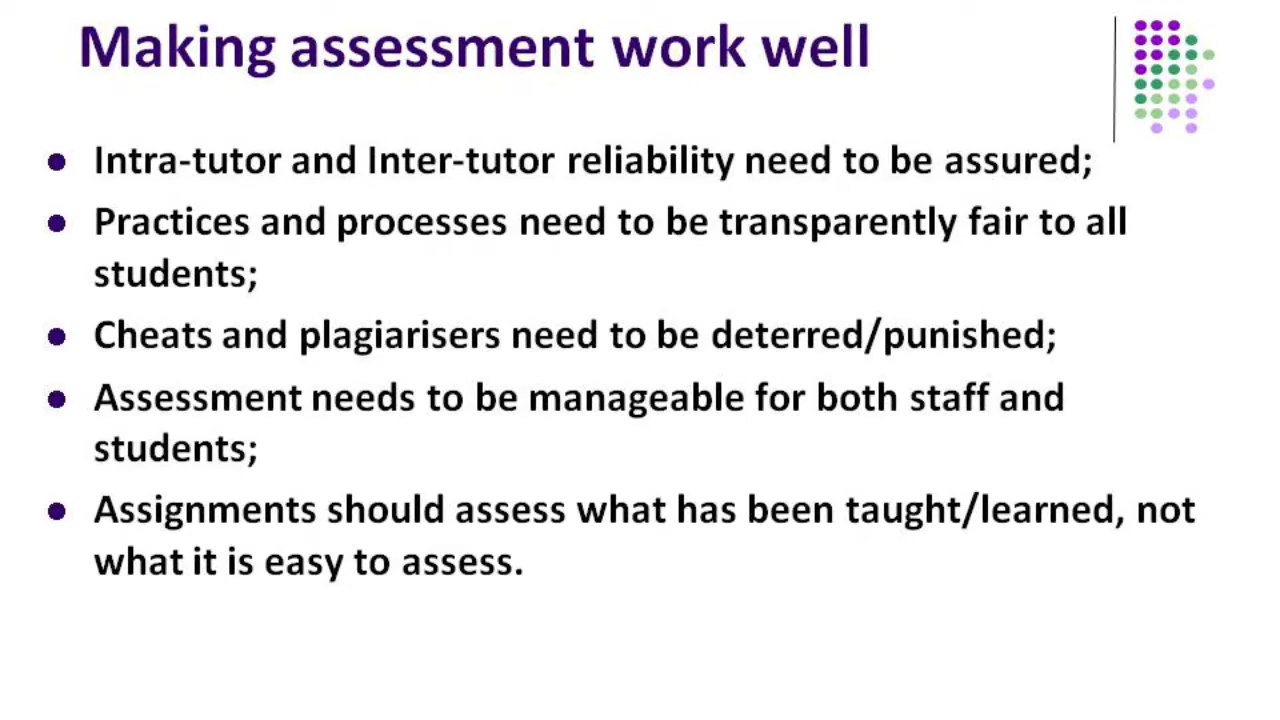 Making assessment work well
Intra-tutor and Inter-tutor reliability need to be assured;
Practices and processes need to be transparently fair to all
students;
Cheats and plagiarisers need to be deterred/punished;
Assessment needs to be manageable for both staff and
students;
Assignments should assess what has been taught/learned, not
what it is easy to assess.